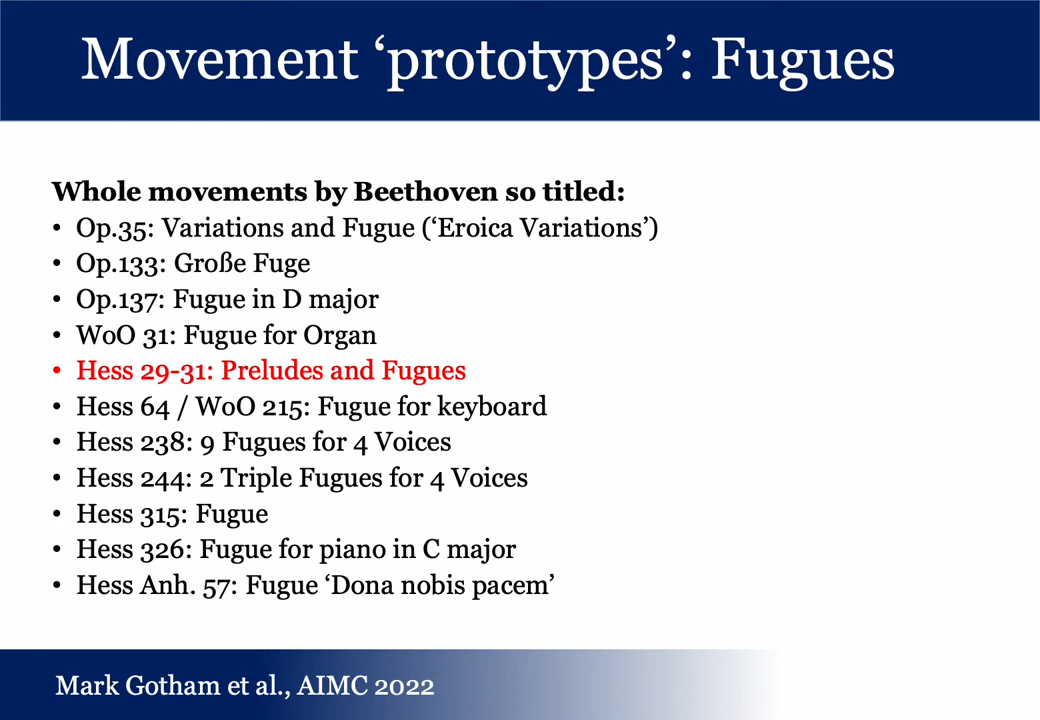 Movement ‘prototypes’: Fugues
Whole movements by Beethoven so titled:
• Op.35: Variations and Fugue (‘Eroica Variations’)
• Op.133: Große Fuge
• Op.137: Fugue in D major
• WoO 31: Fugue for Organ
• Hess 29-31: Preludes and Fugues
• Hess 64 / WoO 215: Fugue for keyboard
• Hess 238: 9 Fugues for 4 Voices
• Hess 244: 2 Triple Fugues for 4 Voices
• Hess 315: Fugue
• Hess 326: Fugue for piano in C major
• Hess Anh. 57: Fugue ‘Dona nobis pacem’
Mark Gotham et al., AIMC 2022